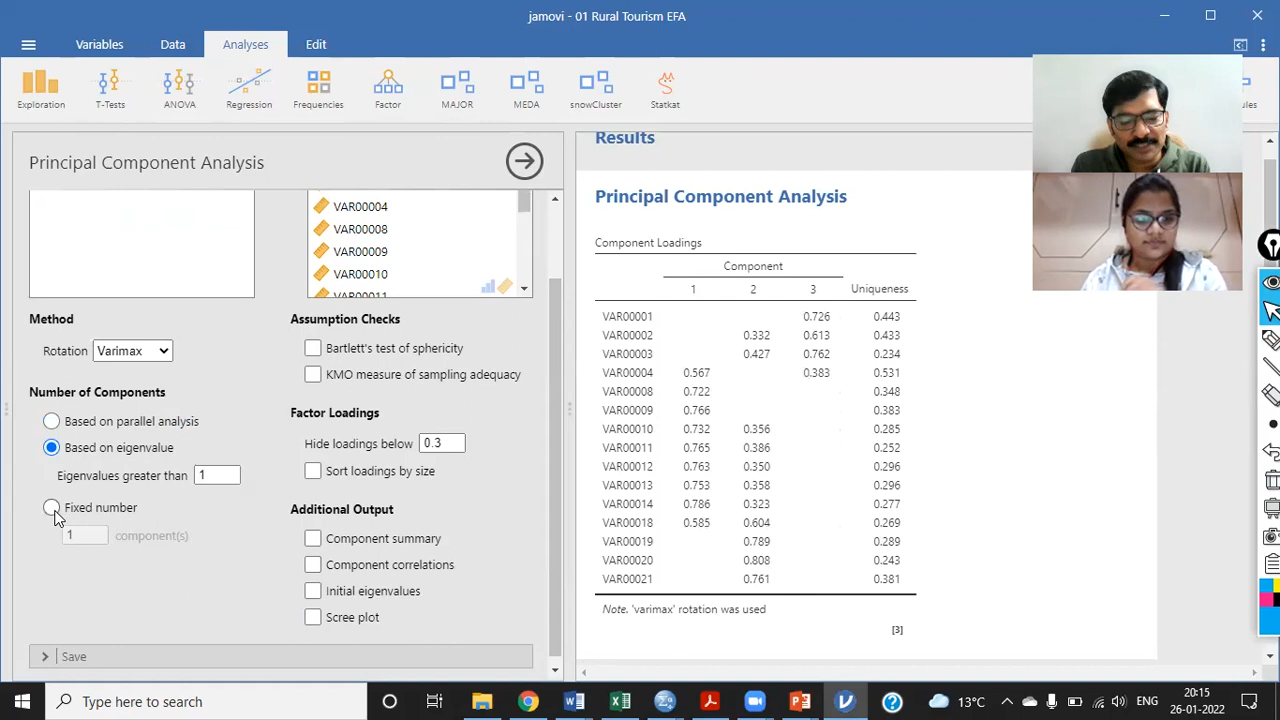 jamovi - 01 Rural Tourism EFA
Variables Data Analyses Edit
Exploration T-Tests ANOVA Regression Frequencies Factor MAJOR MEDA snowCluster Statkat
Principal Component Analysis
VAR00004
VAR00008
VAR00009
VAR00010
VAR00011
Method
Rotation Varimax
Number of Components
Based on parallel analysis
Based on eigenvalue
Eigenvalues greater than 1
Fixed number
1 component(s)
Assumption Checks
Bartlett's test of sphericity
KMO measure of sampling adequacy
Factor Loadings
Hide loadings below 0.3
Sort loadings by size
Additional Output
Component summary
Component correlations
Initial eigenvalues
Scree plot
Save
Results
Principal Component Analysis
Component Loadings
Component
1 2 3 Uniqueness
VAR00001 0.726 0.443
VAR00002 0.332 0.613 0.433
VAR00003 0.427 0.762 0.234
VAR00004 0.567 0.383 0.531
VAR00008 0.722 0.348
VAR00009 0.766 0.383
VAR00010 0.732 0.356 0.285
VAR00011 0.765 0.386 0.252
VAR00012 0.763 0.350 0.296
VAR00013 0.753 0.358 0.296
VAR00014 0.786 0.323 0.277
VAR00018 0.585 0.604 0.269
VAR00019 0.789 0.289
VAR00020 0.808 0.243
VAR00021 0.761 0.381
Note. 'varimax' rotation was used
[3]
Type here to search
13°C
ENG
20:15
26-01-2022